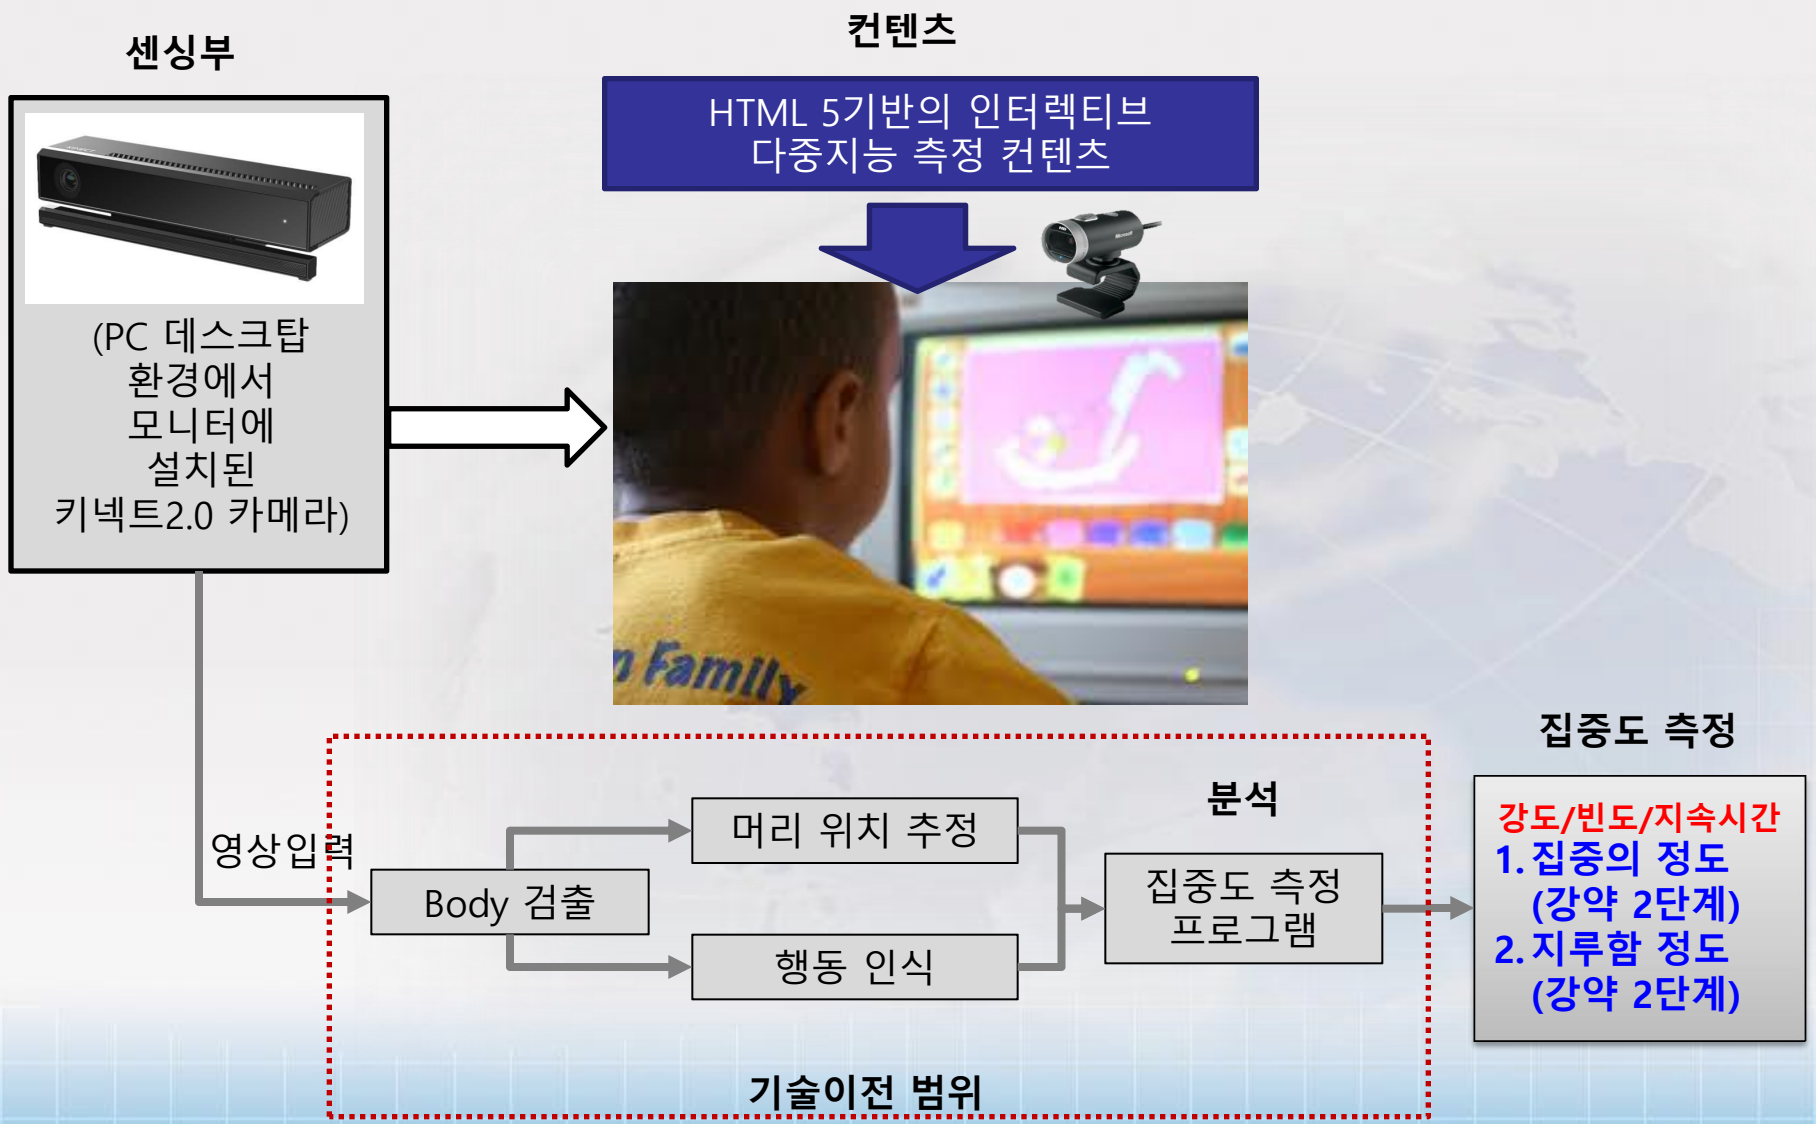 센싱부
컨텐츠
HTML 5기반의 인터렉티브
다중지능 측정 컨텐츠
(PC 데스크탑
환경에서
모니터에
설치된
키넥트2.0 카메라)
n Family
집중도 측정
영상입력
Body 검출
머리 위치 추정
행동 인식
분석
집중도 측정
프로그램
강도/빈도/지속시간
1. 집중의 정도
(강약 2단계)
2. 지루함 정도
(강약 2단계)
기술이전 범위